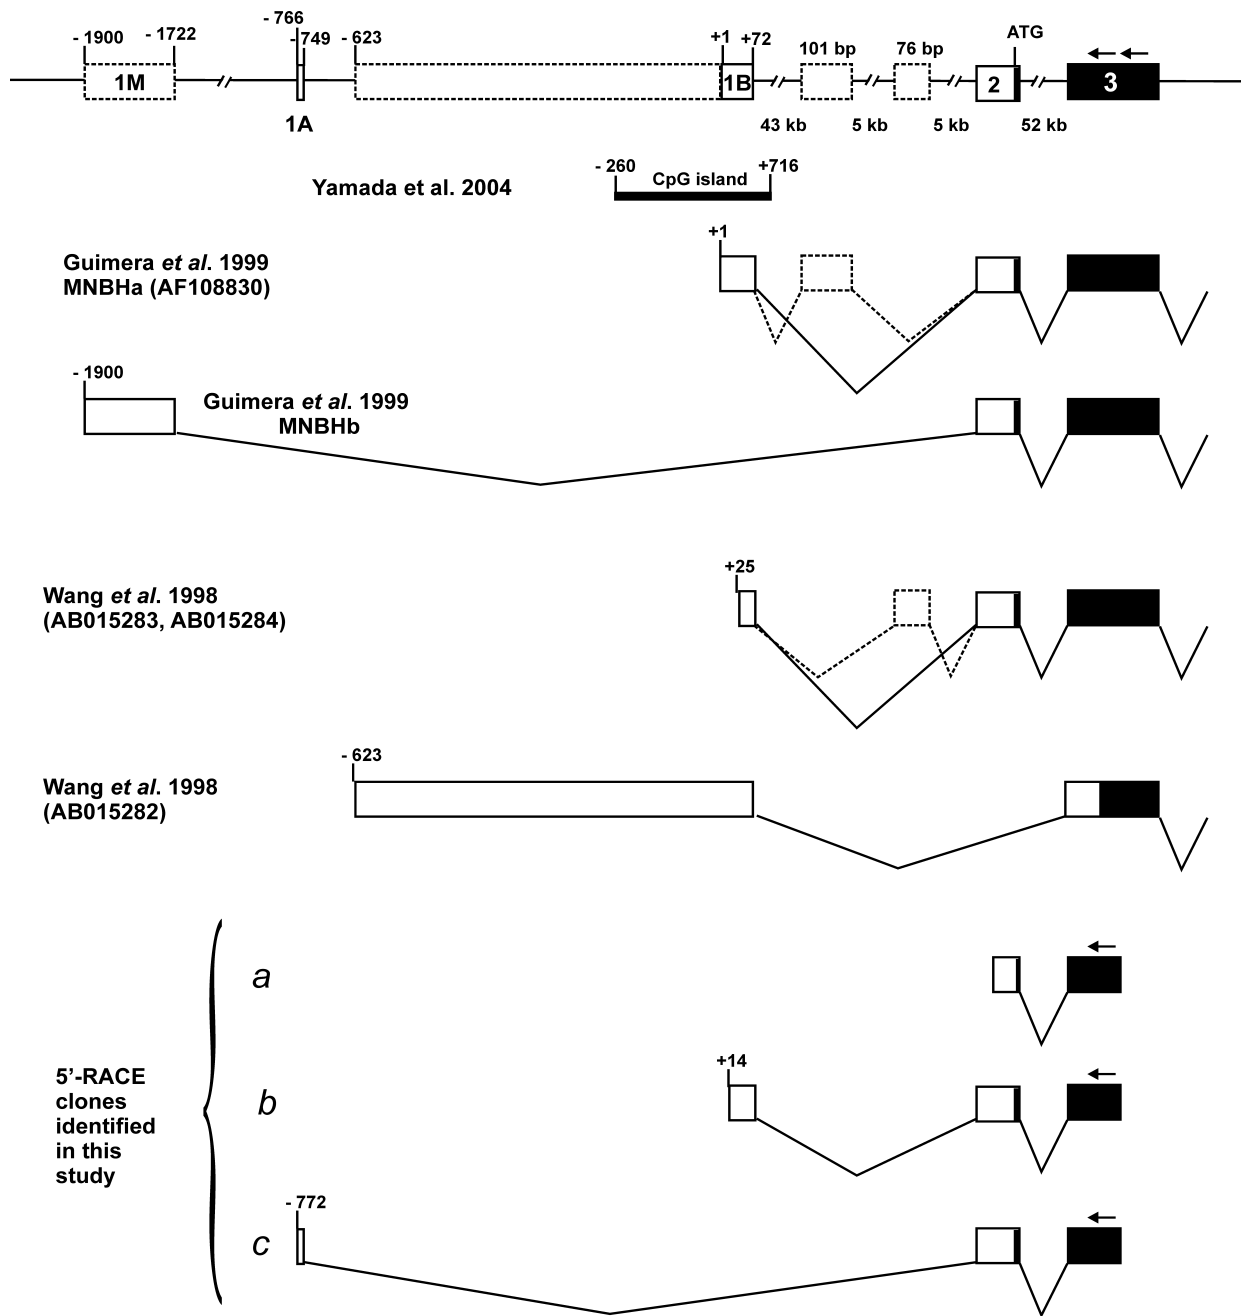 - 766
- 1900
- 1722
- 749
- 623
+1
+72
101 bp
76 bp
ATG
1M
1B
2
3
1A
43 kb
5 kb
5 kb
52 kb
Yamada et al. 2004
- 260
CpG island
+716
+1
Guimera et al. 1999
MNBHa (AF108830)
- 1900
Guimera et al. 1999
MNBHb
+25
Wang et al. 1998
(AB015283, AB015284)
- 623
Wang et al. 1998
(AB015282)
a
+14
b
5’-RACE
clones
identified
in this
study
- 772
c